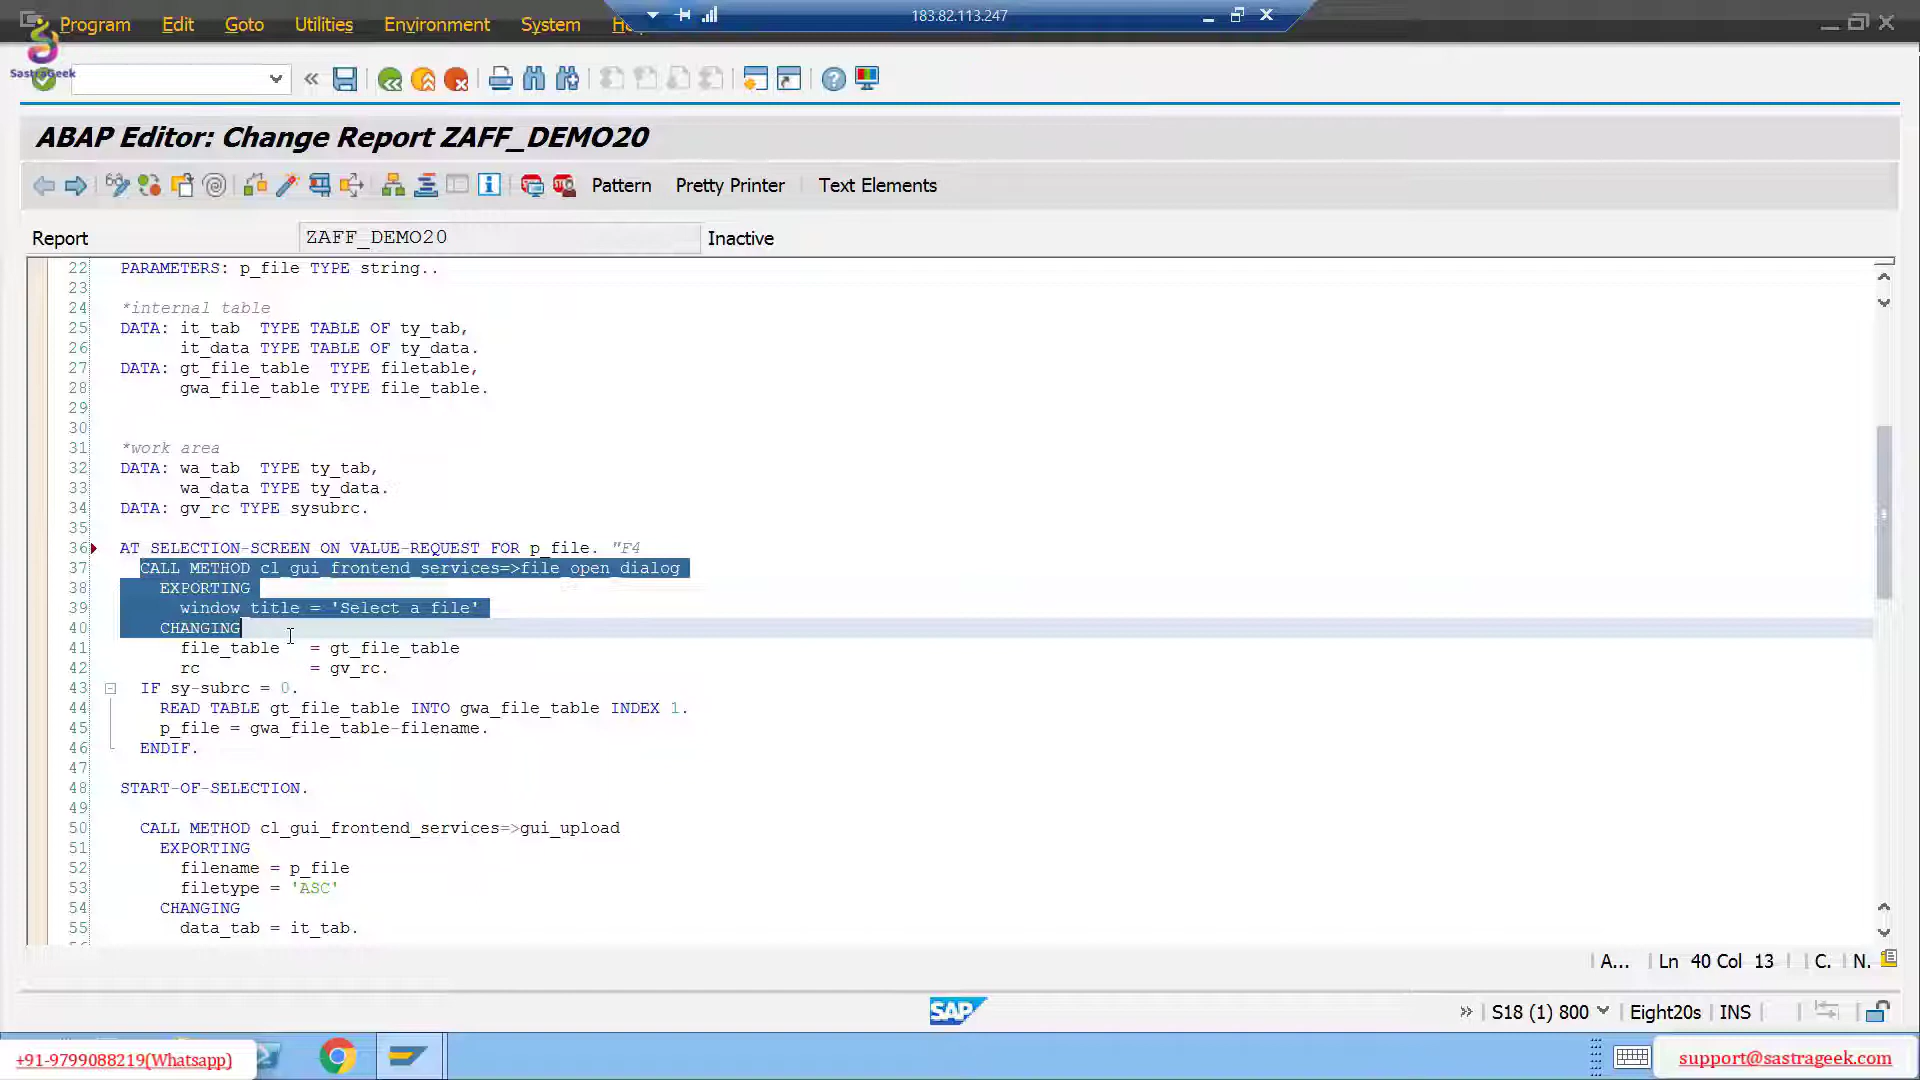 183.82.113.247
Program Edit Goto Utilities Environment System
SastraGeek
ABAP Editor: Change Report ZAFF_DEMO20
Pattern Pretty Printer Text Elements
Report ZAFF_DEMO20 Inactive
22 PARAMETERS: p_file TYPE string..
23
24 *internal table
25 DATA: it_tab TYPE TABLE OF ty_tab,
26 it_data TYPE TABLE OF ty_data.
27 DATA: gt_file_table TYPE filetable,
28 gwa_file_table TYPE file_table.
29
30
31 *work area
32 DATA: wa_tab TYPE ty_tab,
33 wa_data TYPE ty_data.
34 DATA: gv_rc TYPE sysubrc.
35
36 AT SELECTION-SCREEN ON VALUE-REQUEST FOR p_file. "F4
37 CALL METHOD cl_gui_frontend_services=>file_open_dialog
38 EXPORTING
39 window_title = 'Select a file'
40 CHANGING
41 file_table = gt_file_table
42 rc = gv_rc.
43 IF sy-subrc = 0.
44 READ TABLE gt_file_table INTO gwa_file_table INDEX 1.
45 p_file = gwa_file_table-filename.
46 ENDIF.
47
48 START-OF-SELECTION.
49
50 CALL METHOD cl_gui_frontend_services=>gui_upload
51 EXPORTING
52 filename = p_file
53 filetype = 'ASC'
54 CHANGING
55 data_tab = it_tab.
A... Ln 40 Col 13 C. N.
SAP
S18 (1) 800 Eight20s INS
+91-9799088219(Whatsapp)
support@sastrageek.com